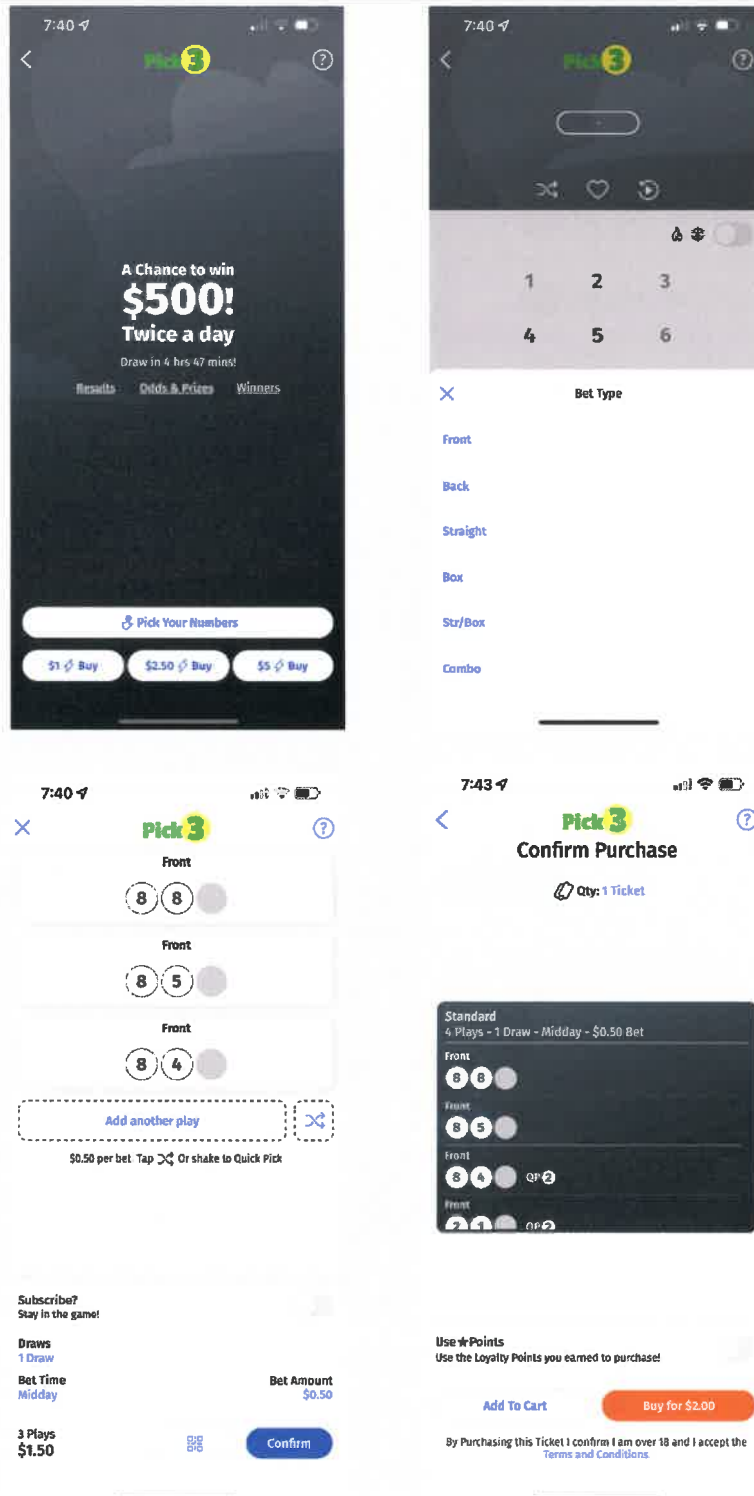 7:40
Pick 3
?
A Chance to win
$500!
Twice a day
Draw in 4 hrs 47 mins!
Results Odds & Prizes Winners
Pick Your Numbers
$1 Buy $2.50 Buy $5 Buy
7:40
Pick 3
?
1 2 3
4 5 6
Bet Type
Front
Back
Straight
Box
Str/Box
Combo
7:40
Pick 3
?
Front
8 8
Front
8 5
Front
8 4
Add another play
$0.50 per bet Tap Or shake to Quick Pick
Subscribe?
Stay in the game!
Draws
1 Draw
Bet Time Bet Amount
Midday $0.50
3 Plays
$1.50
Confirm
7:43
Pick 3
?
Confirm Purchase
Qty: 1 Ticket
Standard
4 Plays - 1 Draw - Midday - $0.50 Bet
Front
8 8
Front
8 5
Front
8 4 QP 2
Front
2 1 QP 2
Use Points
Use the Loyalty Points you earned to purchase!
Add To Cart Buy for $2.00
By Purchasing this Ticket I confirm I am over 18 and I accept the
Terms and Conditions.